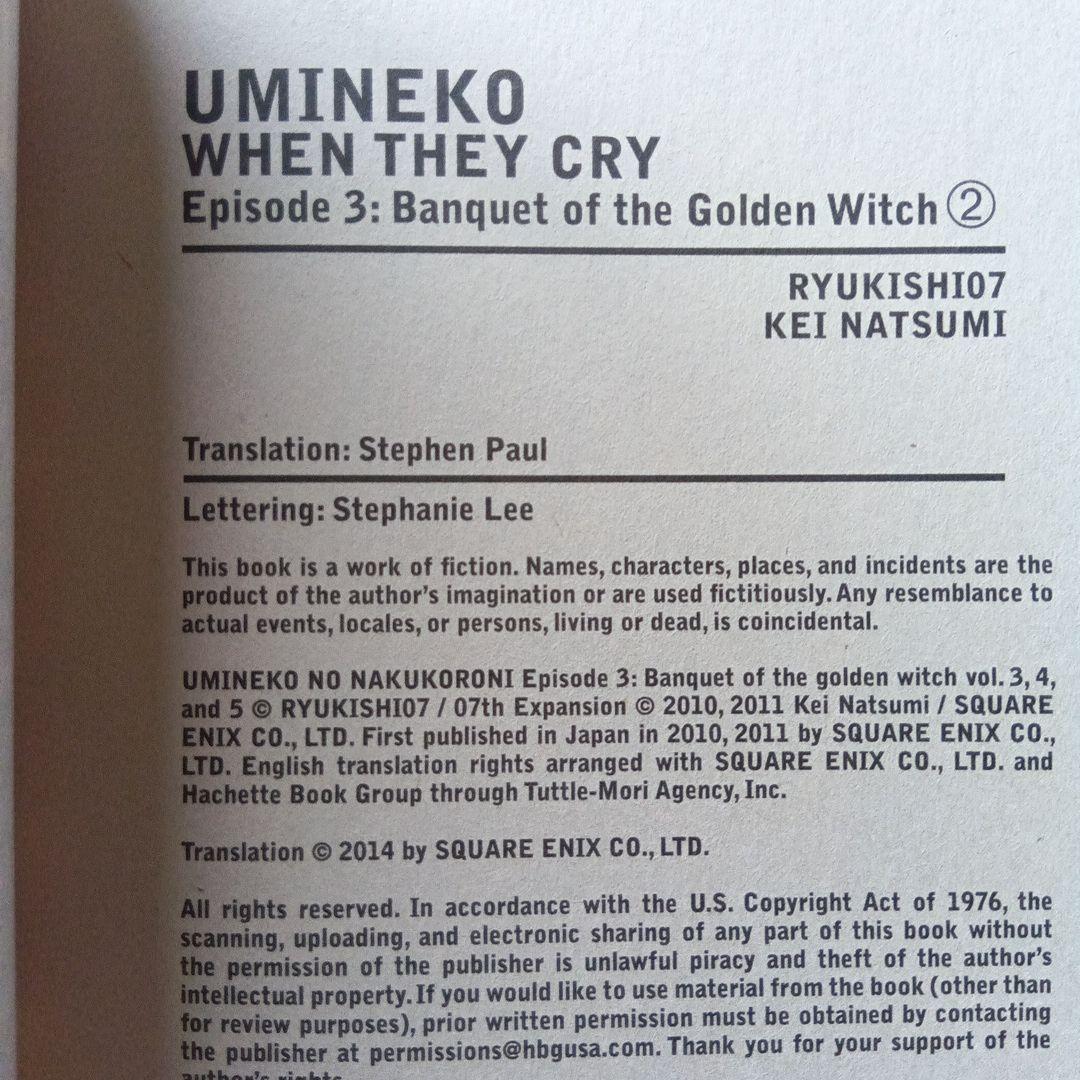 UMINEKO
WHEN THEY CRY
Episode 3: Banquet of the Golden Witch ②
RYUKISHI07
KEI NATSUMI
Translation: Stephen Paul
Lettering: Stephanie Lee
This book is a work of fiction. Names, characters, places, and incidents are the
product of the author's imagination or are used fictitiously. Any resemblance to
actual events, locales, or persons, living or dead, is coincidental.
UMINEKO NO NAKUKORONI Episode 3: Banquet of the golden witch vol. 3, 4,
and 5 © RYUKISHI07 / 07th Expansion © 2010, 2011 Kei Natsumi / SQUARE
ENIX CO., LTD. First published in Japan in 2010, 2011 by SQUARE ENIX CO.,
LTD. English translation rights arranged with SQUARE ENIX CO., LTD. and
Hachette Book Group through Tuttle-Mori Agency, Inc.
Translation © 2014 by SQUARE ENIX CO., LTD.
All rights reserved. In accordance with the U.S. Copyright Act of 1976, the
scanning, uploading, and electronic sharing of any part of this book without
the permission of the publisher is unlawful piracy and theft of the author's
intellectual property. If you would like to use material from the book (other than
for review purposes), prior written permission must be obtained by contacting
the publisher at permissions@hbgusa.com. Thank you for your support of the
author's rights.